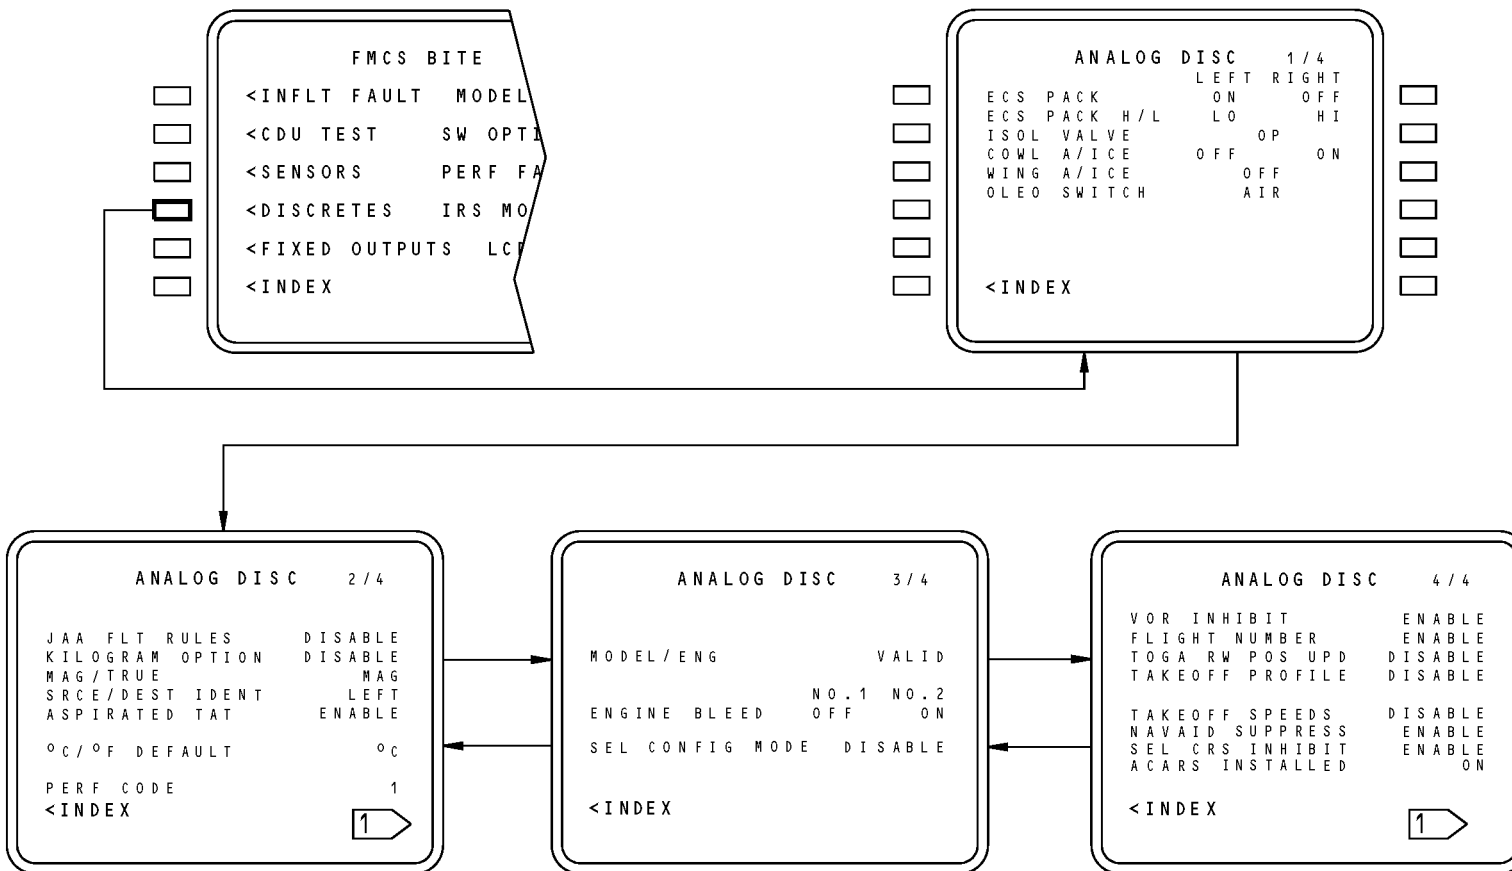 FMCS BITE
<INFLT FAULT MODEL
<CDU TEST SW OPTI
<SENSORS PERF FA
<DISCRETES IRS MO
<FIXED OUTPUTS LCD
<INDEX
ANALOG DISC 1/4
LEFT RIGHT
ECS PACK ON OFF
ECS PACK H/L LO HI
ISOL VALVE OP
COWL A/ICE OFF ON
WING A/ICE OFF
OLEO SWITCH AIR
<INDEX
ANALOG DISC 2/4
JAA FLT RULES DISABLE
KILOGRAM OPTION DISABLE
MAG/TRUE MAG
SRCE/DEST IDENT LEFT
ASPIRATED TAT ENABLE
°C/°F DEFAULT °C
PERF CODE 1
<INDEX
1
ANALOG DISC 3/4
MODEL/ENG VALID
NO.1 NO.2
ENGINE BLEED OFF ON
SEL CONFIG MODE DISABLE
<INDEX
ANALOG DISC 4/4
VOR INHIBIT ENABLE
FLIGHT NUMBER ENABLE
TOGA RW POS UPD DISABLE
TAKEOFF PROFILE DISABLE
TAKEOFF SPEEDS DISABLE
NAVAID SUPPRESS ENABLE
SEL CRS INHIBIT ENABLE
ACARS INSTALLED ON
<INDEX
1